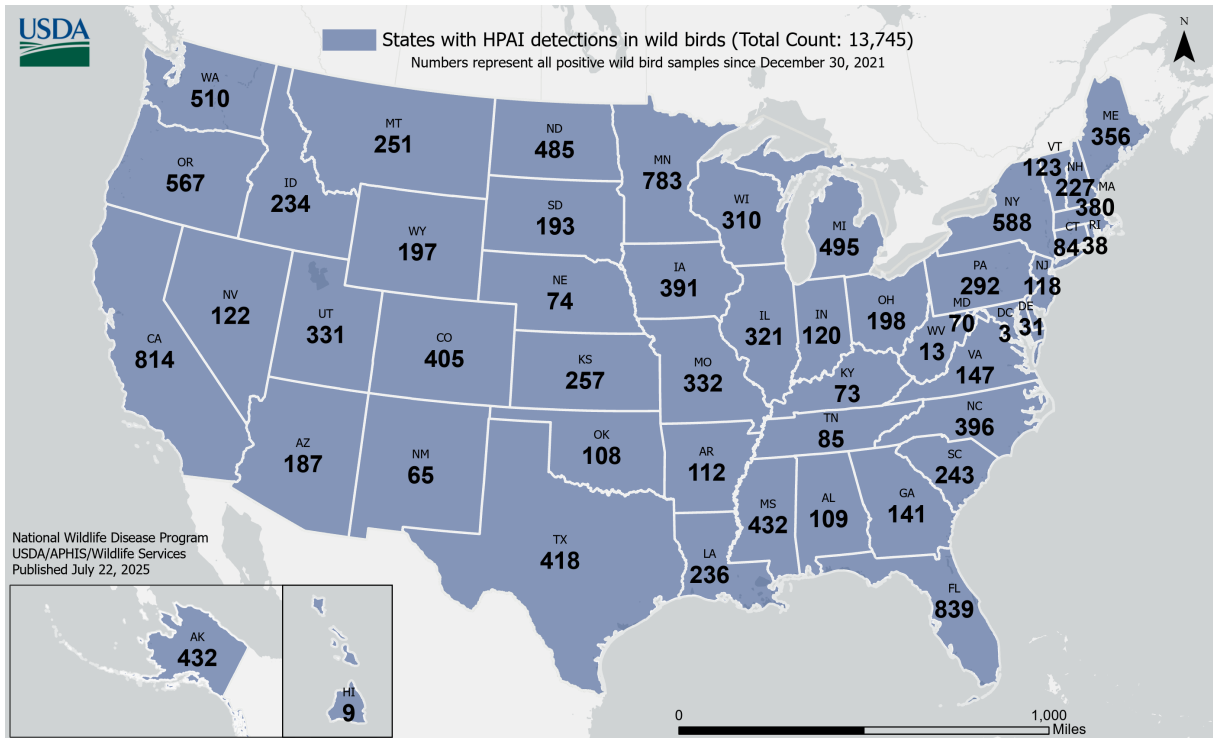 USDA
States with HPAI detections in wild birds (Total Count: 13,745)
Numbers represent all positive wild bird samples since December 30, 2021
N
WA
510
OR
567
CA
814
ID
234
NV
122
MT
251
WY
197
UT
331
AZ
187
CO
405
NM
65
ND
485
SD
193
NE
74
KS
257
OK
108
TX
418
MN
783
IA
391
MO
332
AR
112
LA
236
WI
310
IL
321
MI
495
IN
120
OH
198
KY
73
TN
85
MS
432
AL
109
GA
141
FL
839
SC
243
NC
396
VA
147
WV
13
MD
70
DC
3
DE
31
PA
292
NJ
118
NY
588
CT
84
RI
38
MA
380
VT
123
NH
227
ME
356
National Wildlife Disease Program
USDA/APHIS/Wildlife Services
Published July 22, 2025
AK
432
HI
9
0
1,000
Miles